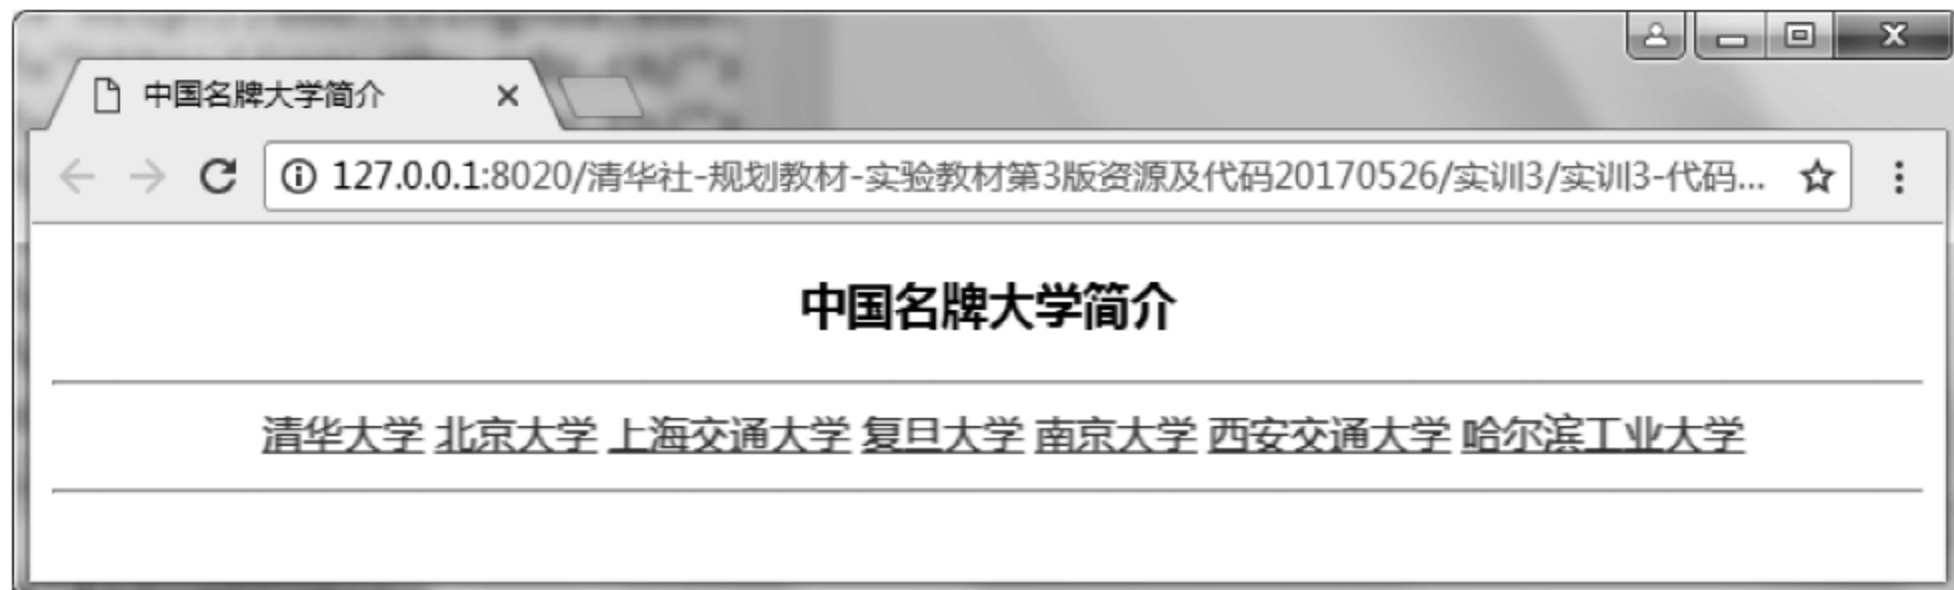 中国名牌大学简介
127.0.0.1:8020/清华社-规划教材-实验教材第3版资源及代码20170526/实训3/实训3-代码...
中国名牌大学简介
清华大学 北京大学 上海交通大学 复旦大学 南京大学 西安交通大学 哈尔滨工业大学